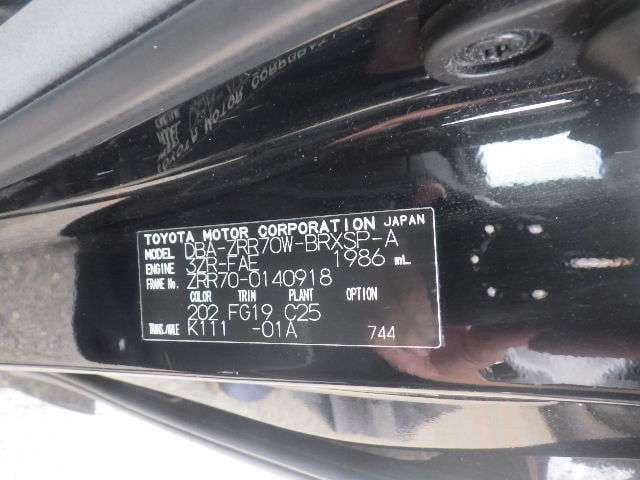 TOYOTA MOTOR CORPORATION JAPAN
MODEL DBA-ZRR70W-BRXSP-A
ENGINE 3ZR-FAE 1986 mL
FRAME No. ZRR70-0140918
COLOR TRIM PLANT OPTION
202 FG19 C25
TRANS./AXLE K111 -01A 744